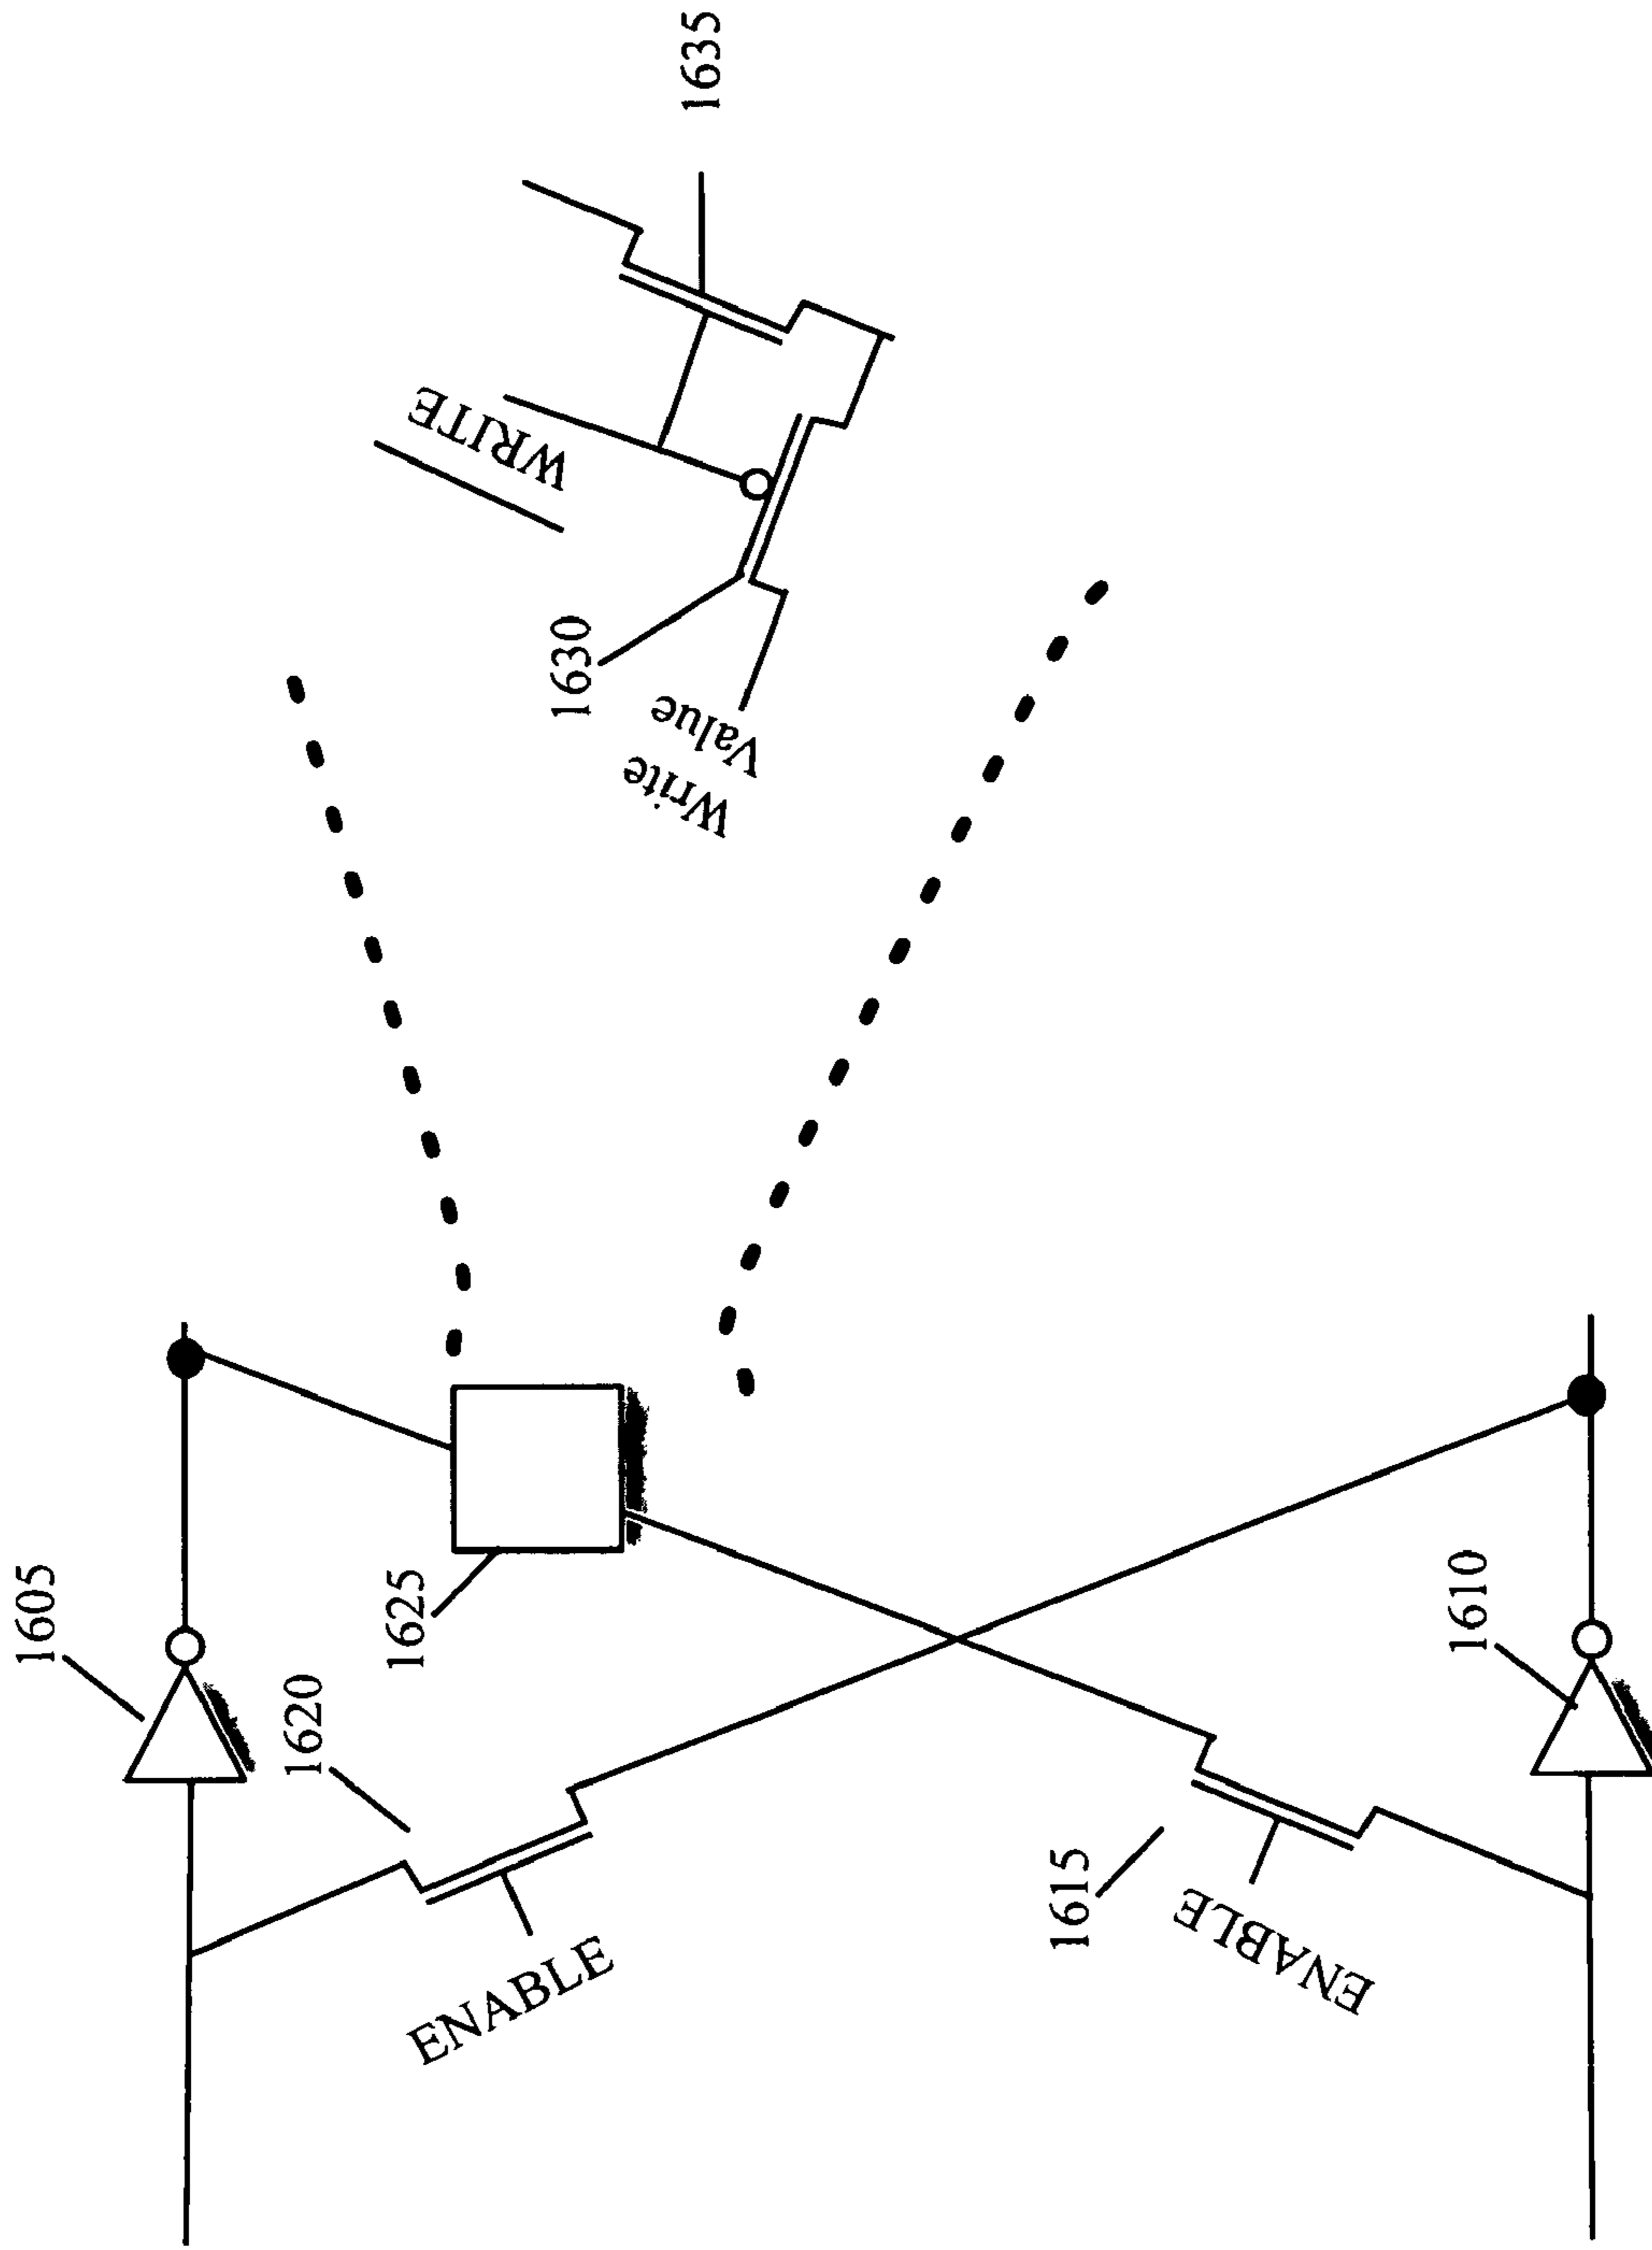 1635
WRITE
1630
Write
Value
1605
1625
1620
1610
1615
ENABLE
ENABLE